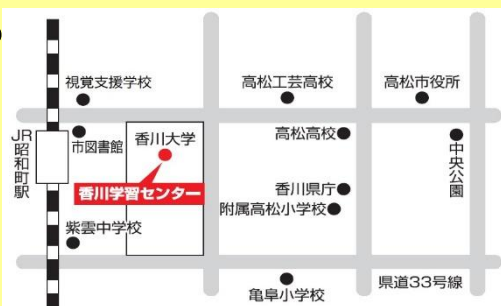 視覚支援学校
高松工芸高校
高松市役所
JR昭和町駅
市図書館
香川大学
高松高校
中央公園
香川学習センター
香川県庁
附属高松小学校
紫雲中学校
亀阜小学校
県道33号線